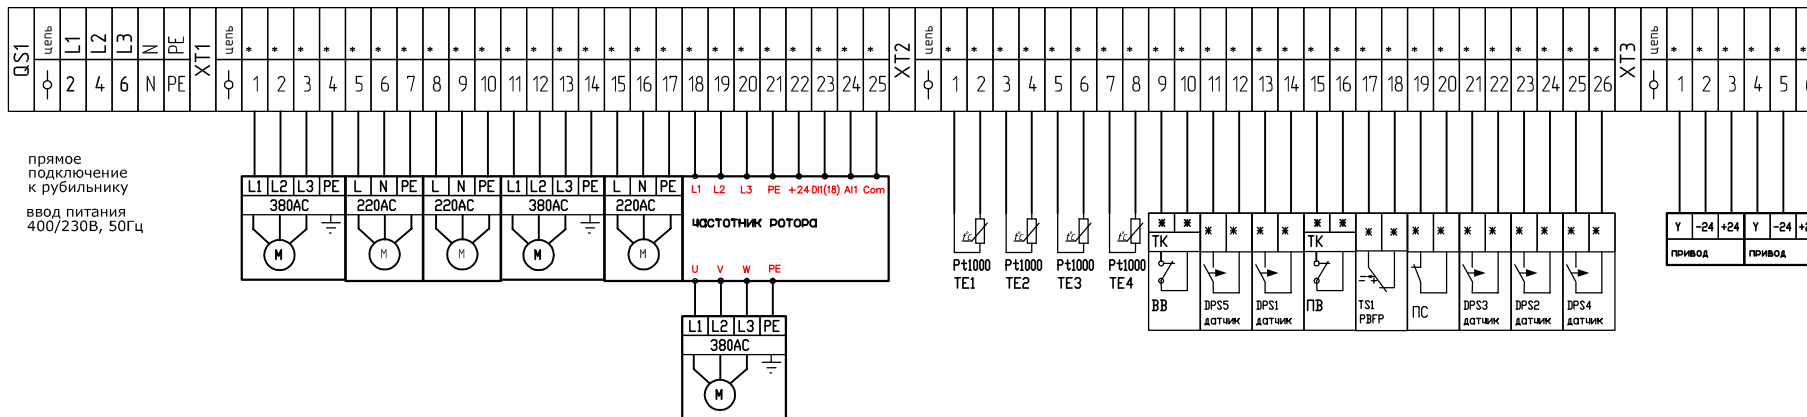 QS1 цепь L1 L2 L3 N PE XT1 цепь * * * * * * * * * * * * * * * * * * * * * * * * * XT2 цепь * * * * * * * * * * * * * * * * * * * * * * * * * * XT3 цепь * * * * *
2 4 6 N PE 1 2 3 4 5 6 7 8 9 10 11 12 13 14 15 16 17 18 19 20 21 22 23 24 25 1 2 3 4 5 6 7 8 9 10 11 12 13 14 15 16 17 18 19 20 21 22 23 24 25 26 1 2 3 4 5
прямое
подключение
к рубильнику
ввод питания
400/230В, 50Гц
L1 L2 L3 PE L N PE L N PE L1 L2 L3 PE L N PE L1 L2 L3 PE +24 DI1(18) AI1 Com
380AC 220AC 220AC 380AC 220AC
частотник ротора
M M M M M
U V W PE
L1 L2 L3 PE
380AC
M
t°C t°C t°C t°C
Pt1000 Pt1000 Pt1000 Pt1000
TE1 TE2 TE3 TE4
* * * * * * * * * * * * * * * * * *
TK TK
BB DPS5 DPS1 ПВ TS1 ПС DPS3 DPS2 DPS4
датчик датчик PBFP датчик датчик датчик
Y -24 +24 Y -24
привод привод